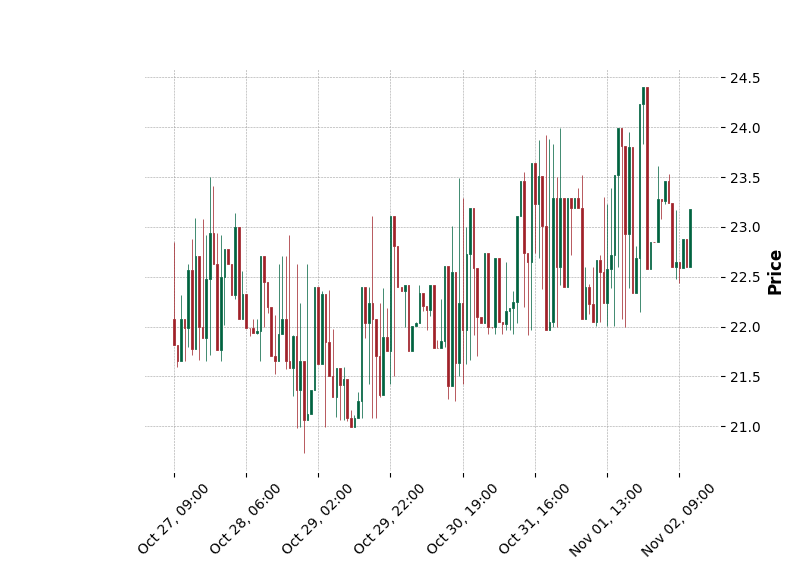 24.5
24.0
23.5
23.0
22.5
22.0
21.5
21.0
Price
Oct 27, 09:00
Oct 28, 06:00
Oct 29, 02:00
Oct 29, 22:00
Oct 30, 19:00
Oct 31, 16:00
Nov 01, 13:00
Nov 02, 09:00